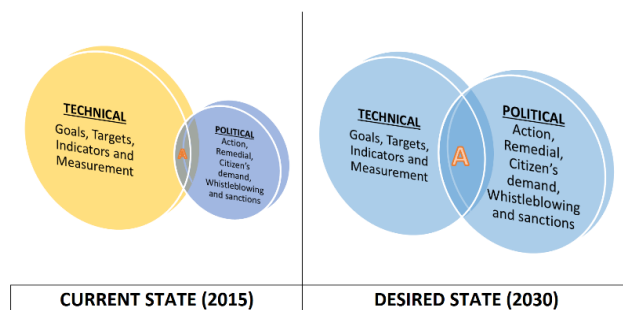 TECHNICAL
Goals, Targets,
Indicators and
Measurement
A
POLITICAL
Action,
Remedial,
Citizen's
demand,
Whistleblowing
and sanctions
TECHNICAL
Goals, Targets,
Indicators and
Measurement
A
POLITICAL
Action,
Remedial,
Citizen's
demand,
Whistleblowing
and sanctions
CURRENT STATE (2015)
DESIRED STATE (2030)